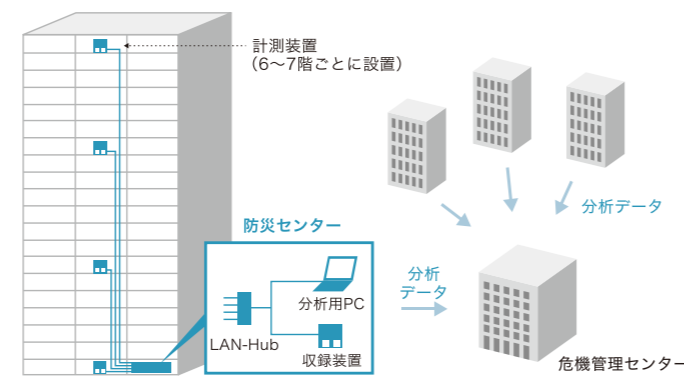 計測装置
（6〜7階ごとに設置）
分析データ
防災センター
分析
データ
分析用PC
LAN-Hub
収録装置
危機管理センター